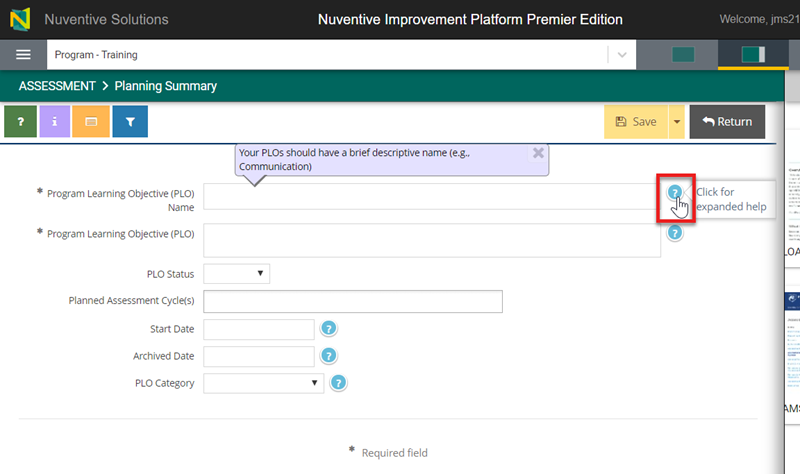 Nuventive Solutions
Nuventive Improvement Platform Premier Edition
Welcome, jms21
Program - Training
ASSESSMENT > Planning Summary
?
i
Save
Return
Your PLOs should have a brief descriptive name (e.g.,
Communication)
* Program Learning Objective (PLO)
Name
?
Click for
expanded help
* Program Learning Objective (PLO)
?
PLO Status
Planned Assessment Cycle(s)
Start Date
?
Archived Date
?
PLO Category
?
* Required field